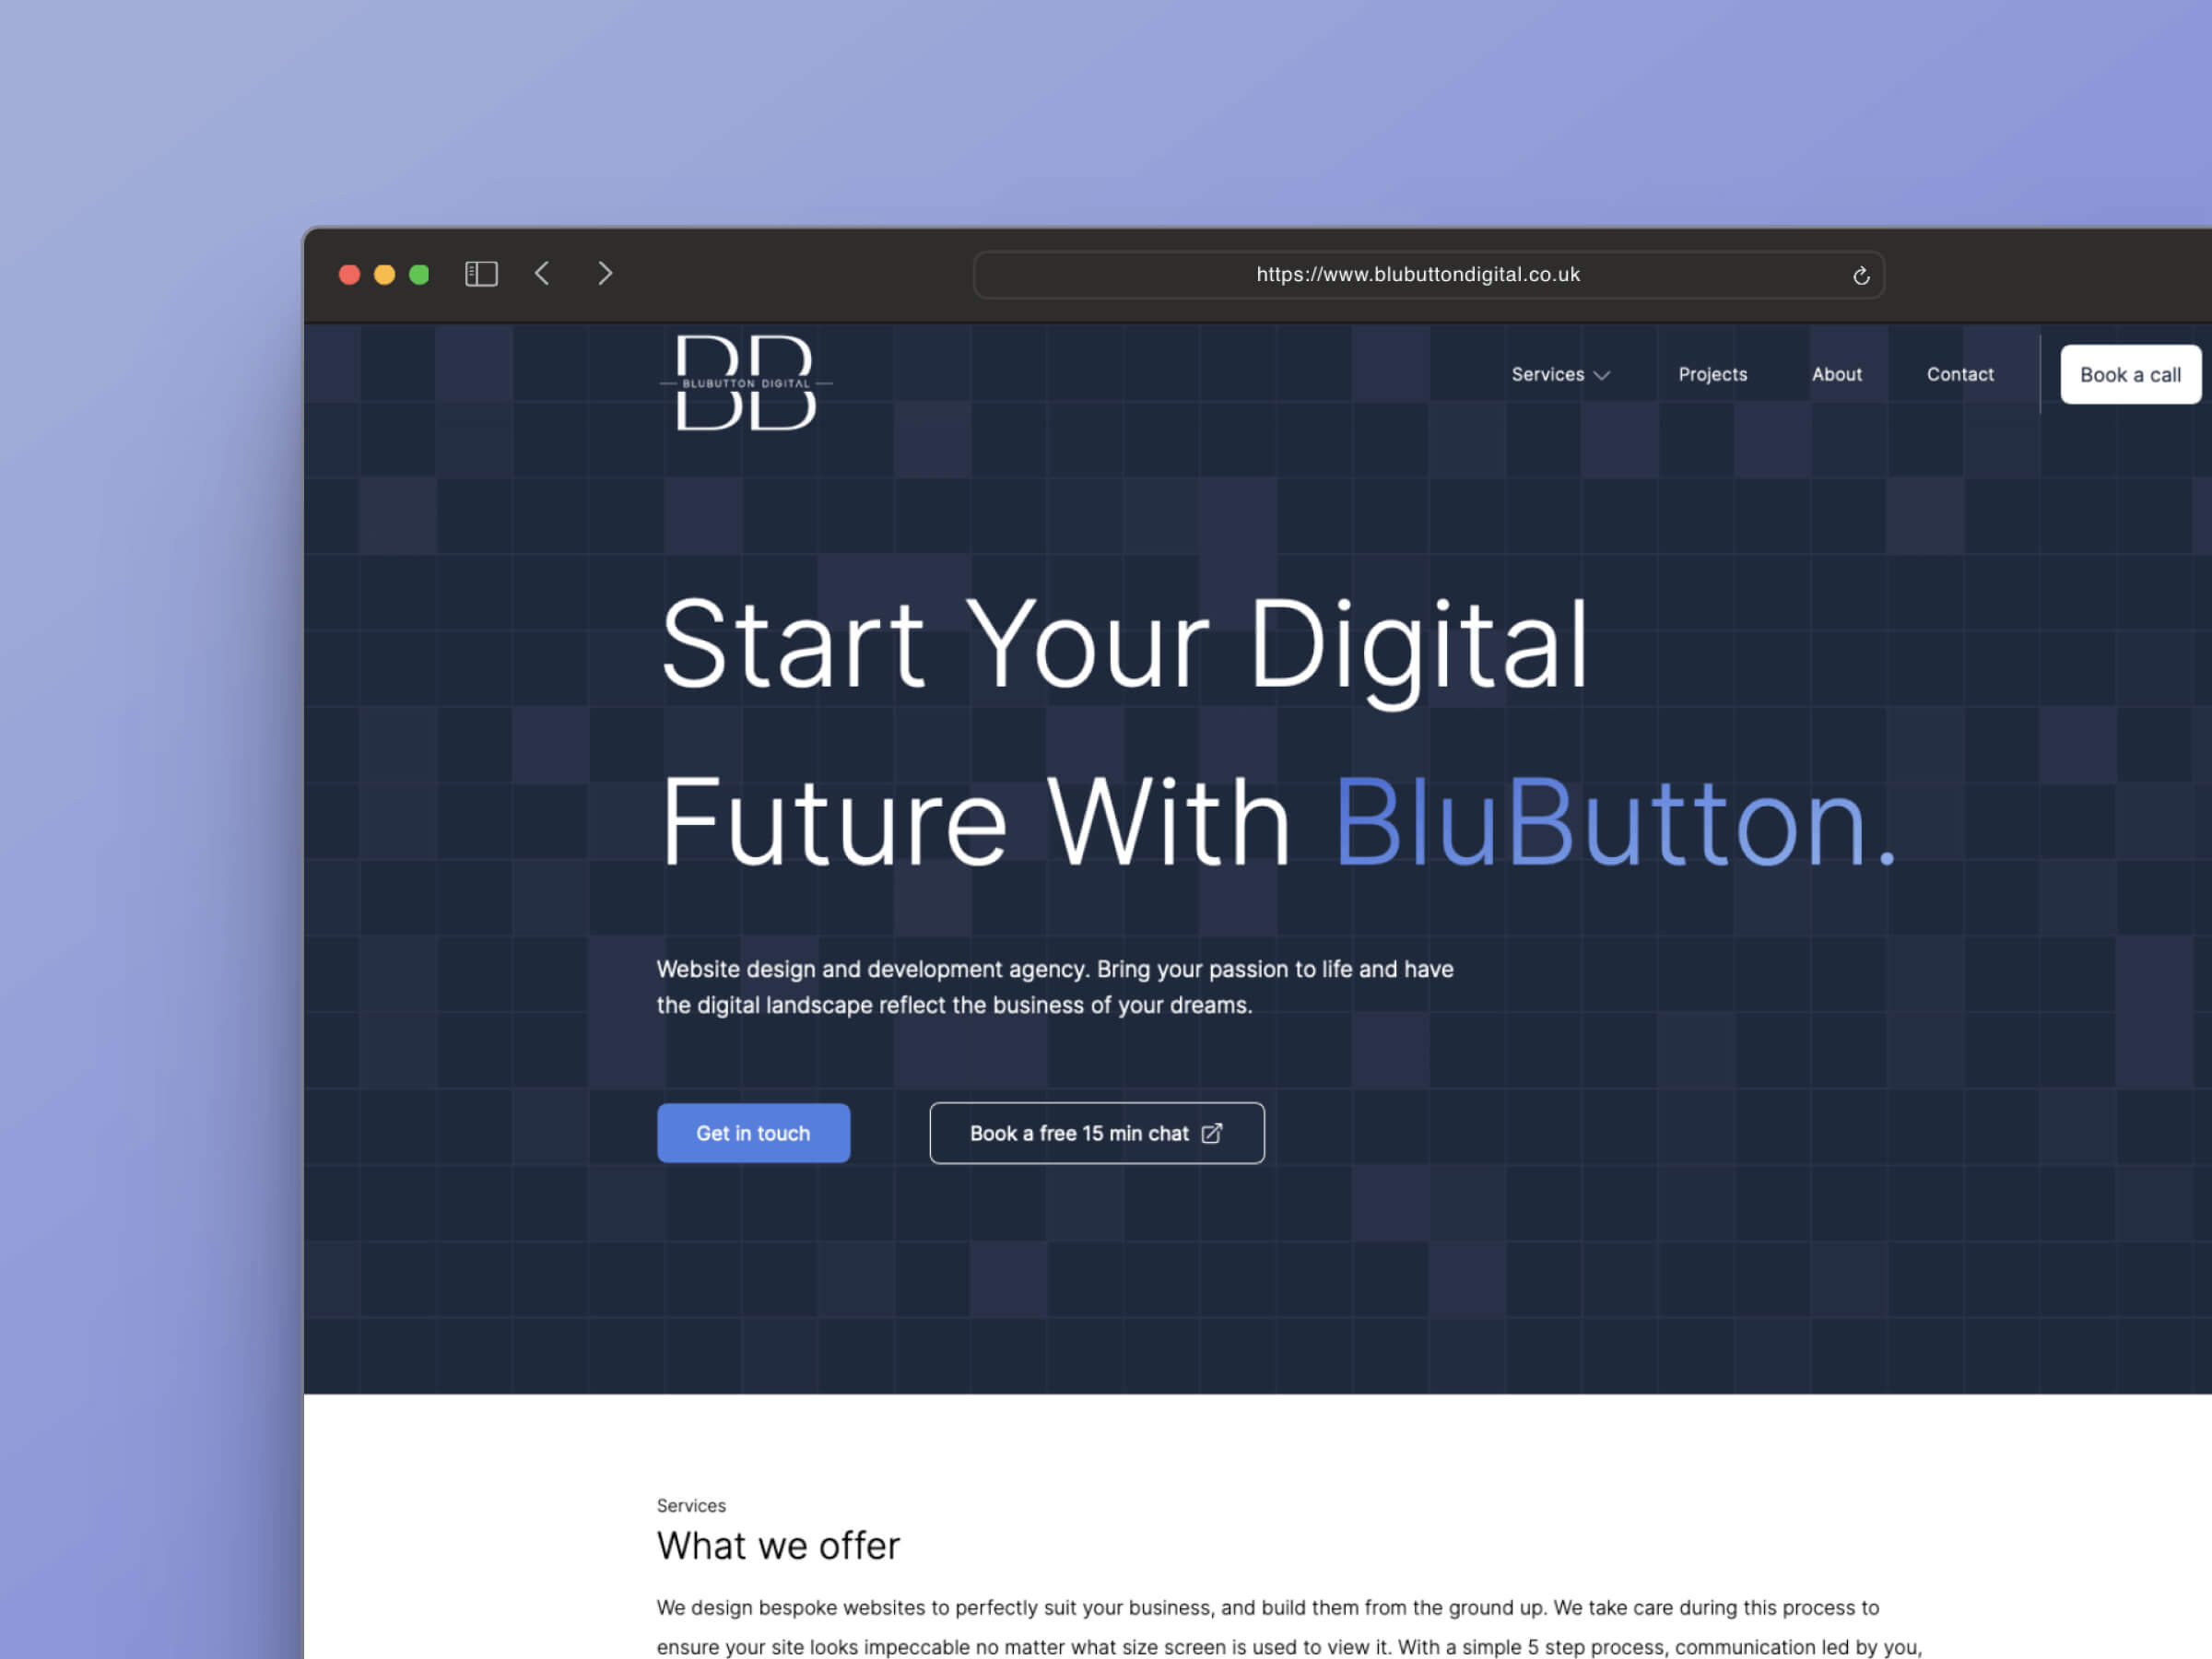 https://www.blubuttondigital.co.uk
BB
BLUBUTTON DIGITAL
Services
Projects
About
Contact
Book a call
Start Your Digital
Future With BluButton.
Website design and development agency. Bring your passion to life and have
the digital landscape reflect the business of your dreams.
Get in touch
Book a free 15 min chat
Services
What we offer
We design bespoke websites to perfectly suit your business, and build them from the ground up. We take care during this process to
ensure your site looks impeccable no matter what size screen is used to view it. With a simple 5 step process, communication led by you,